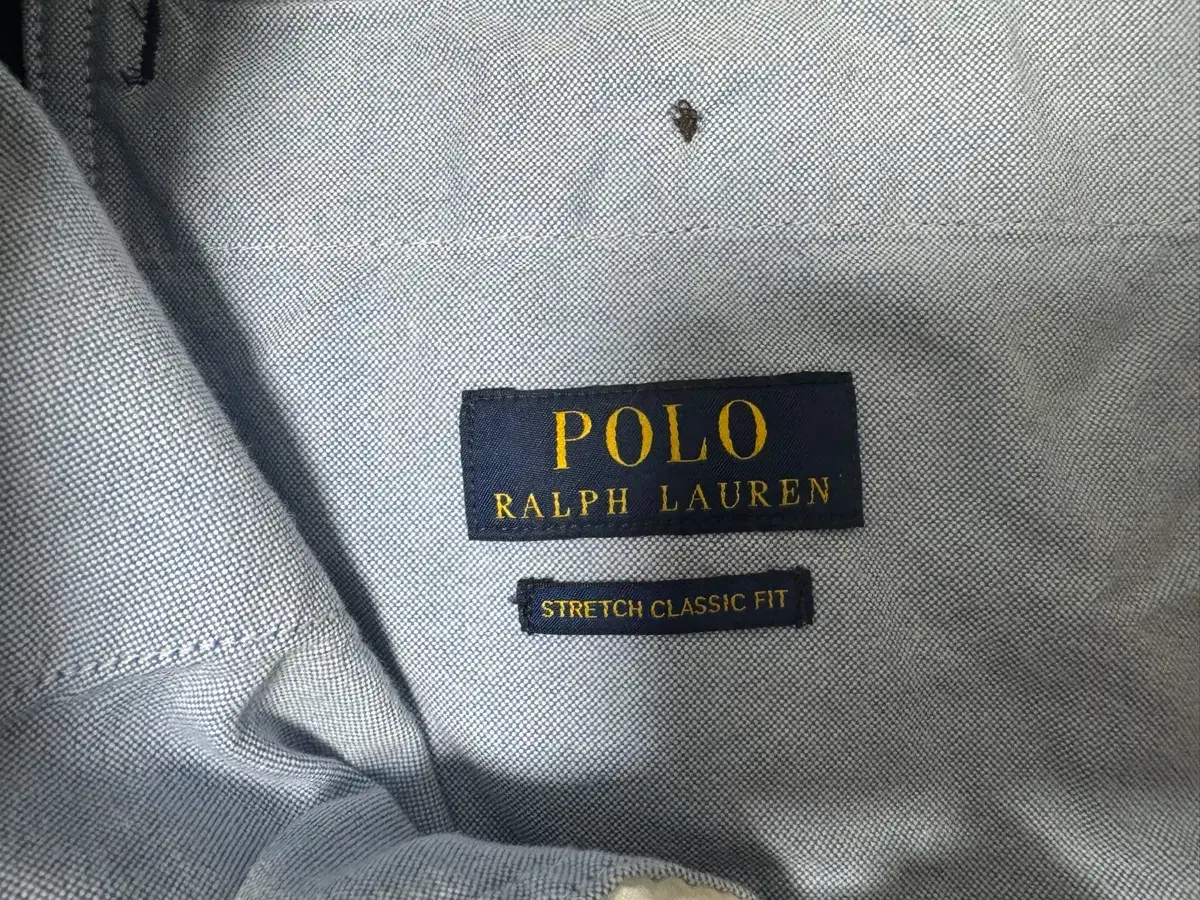 POLO
RALPH LAUREN
STRETCH CLASSIC FIT